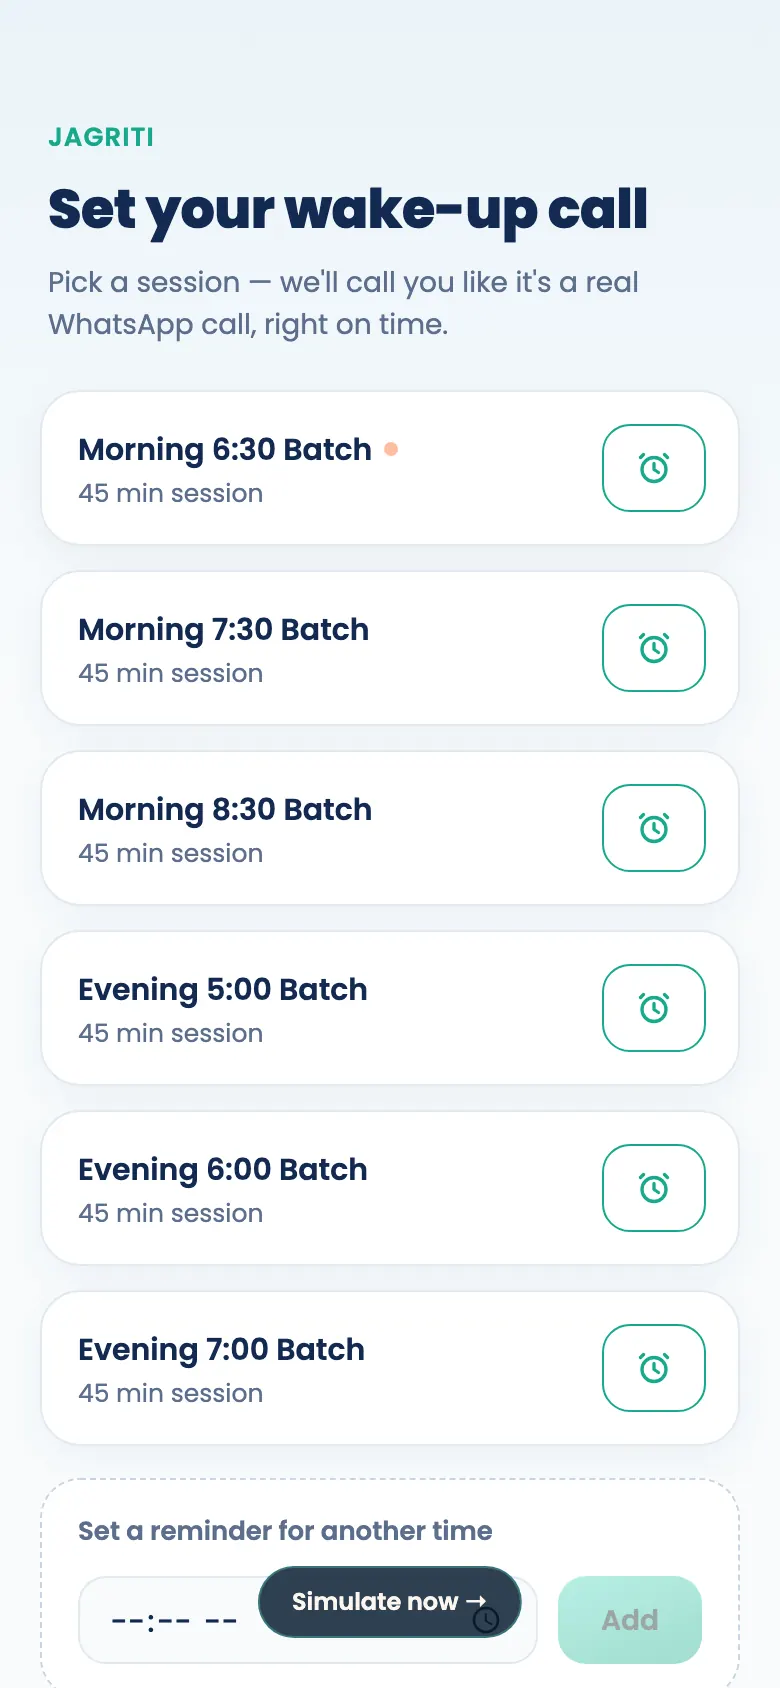 JAGRITI
Set your wake-up call
Pick a session — we'll call you like it's a real
WhatsApp call, right on time.
Morning 6:30 Batch
45 min session
Morning 7:30 Batch
45 min session
Morning 8:30 Batch
45 min session
Evening 5:00 Batch
45 min session
Evening 6:00 Batch
45 min session
Evening 7:00 Batch
45 min session
Set a reminder for another time
Simulate now →
--:-- --
Add